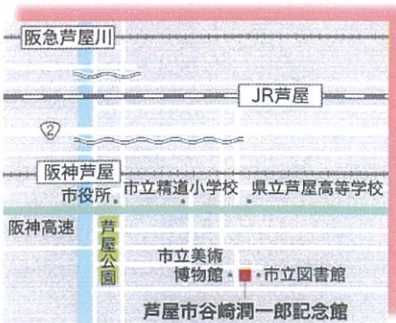 阪急芦屋川
JR芦屋
2
阪神芦屋
市役所
市立精道小学校
県立芦屋高等学校
阪神高速
芦屋公園
市立美術
博物館
市立図書館
芦屋市谷崎潤一郎記念館